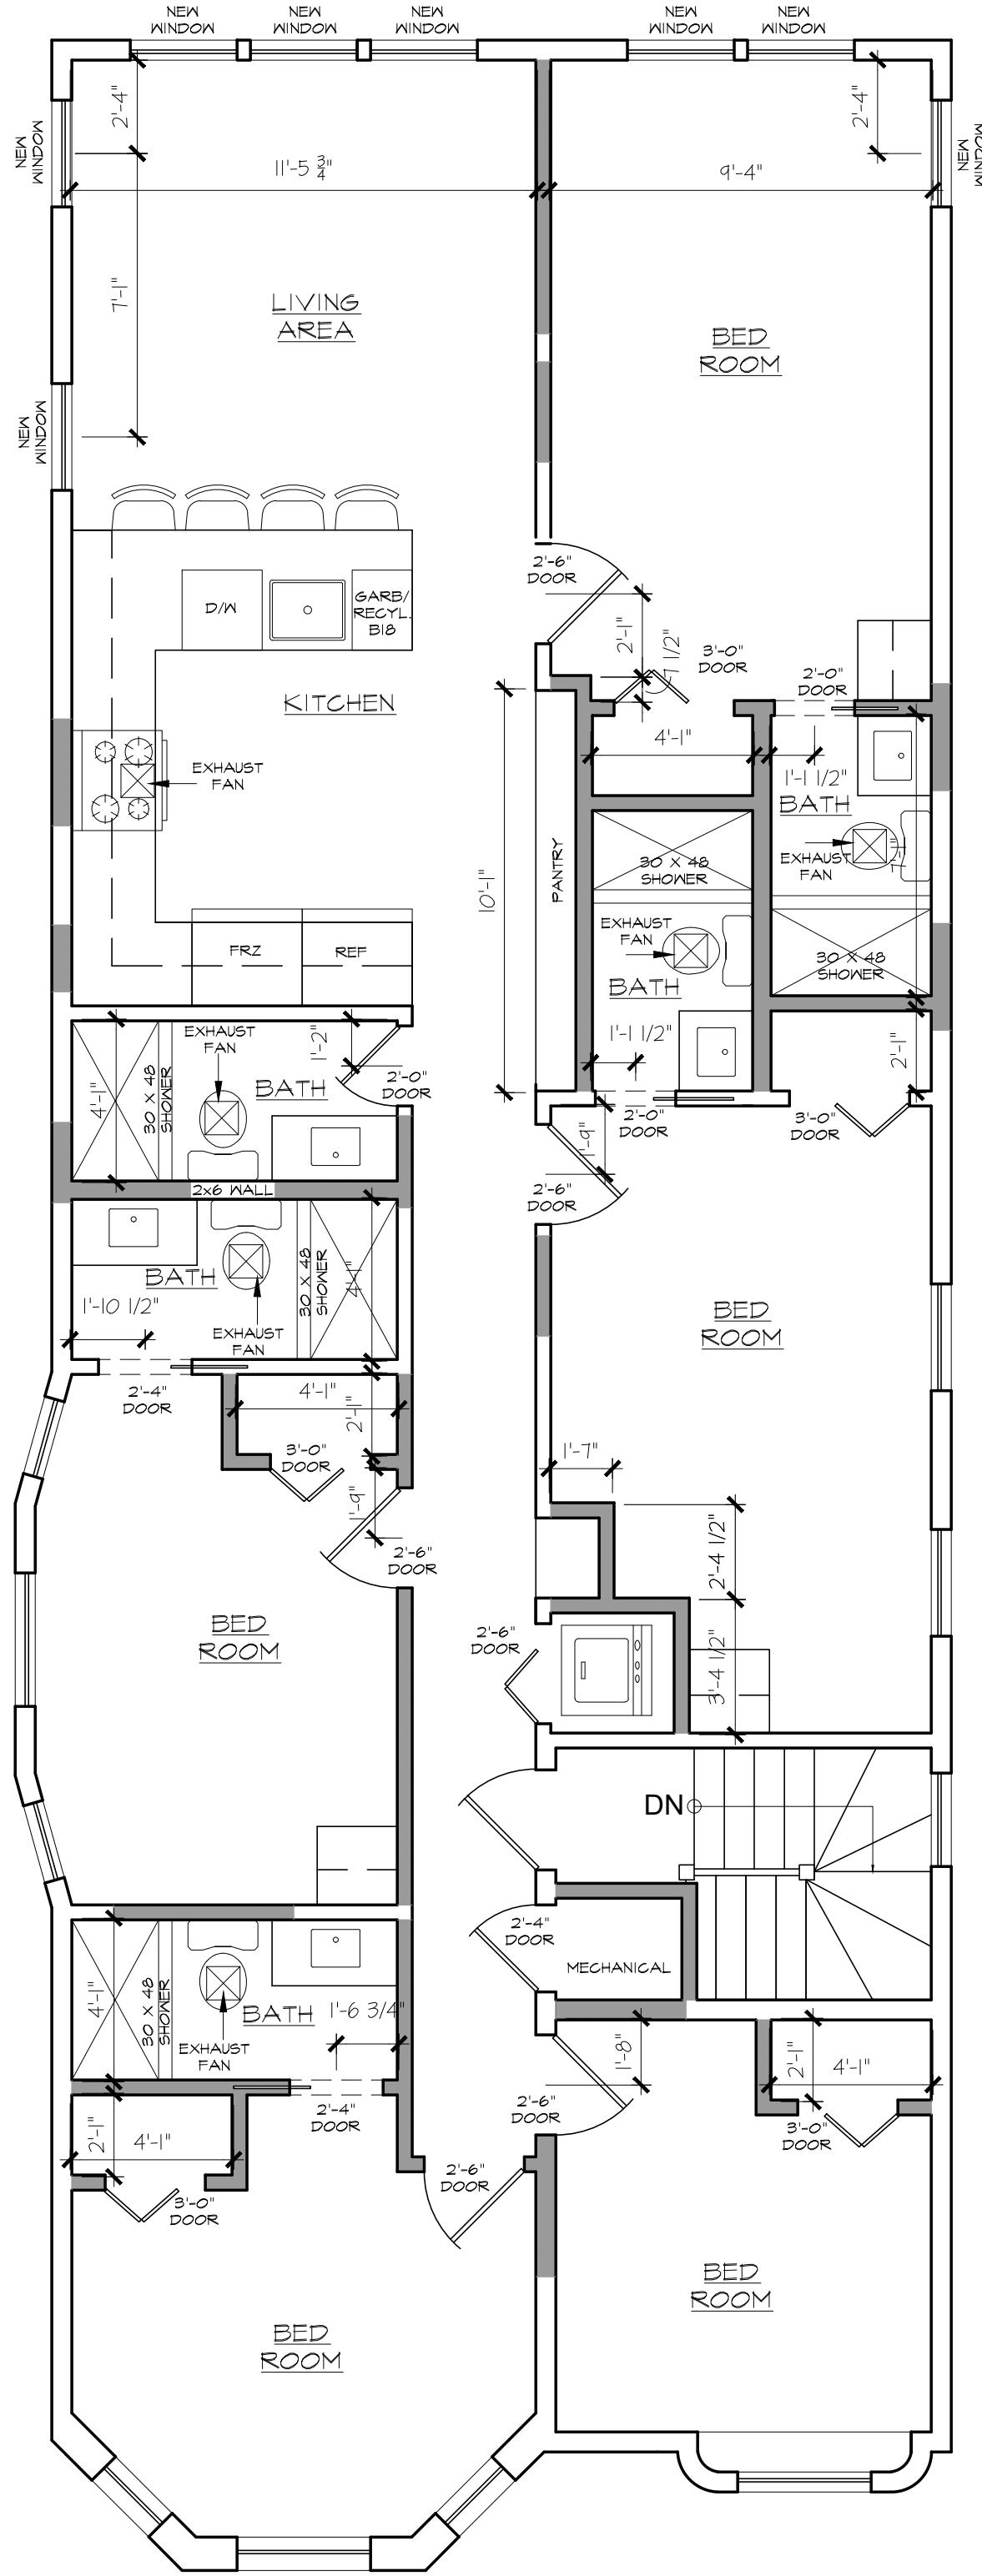 NEW
WINDOW
NEW
WINDOW
NEW
WINDOW
NEW
WINDOW
NEW
WINDOW
NEW
WINDOW
NEW
WINDOW
2'-4"
2'-4"
11'-5 3/4"
9'-4"
7'-1"
LIVING
AREA
BED
ROOM
NEW
WINDOW
2'-6"
DOOR
D/W
GARB/
RECYL.
B18
2'-1"
7 1/2"
3'-0"
DOOR
2'-0"
DOOR
KITCHEN
4'-1"
EXHAUST
FAN
1'-1 1/2"
BATH
EXHAUST
FAN
30 X 48
SHOWER
PANTRY
10'-1"
EXHAUST
FAN
30 X 48
SHOWER
FRZ
REF
BATH
1'-1 1/2"
EXHAUST
FAN
1'-2"
4'-1"
30 X 48
SHOWER
BATH
2'-0"
DOOR
2'-0"
DOOR
3'-0"
DOOR
2'-1"
1'-9"
2x6 WALL
2'-6"
DOOR
BATH
30 X 48
SHOWER
1'-10 1/2"
EXHAUST
FAN
BED
ROOM
2'-4"
DOOR
4'-1"
2'-1"
3'-0"
DOOR
1'-7"
1'-9"
2'-6"
DOOR
2'-4 1/2"
BED
ROOM
2'-6"
DOOR
3'-4 1/2"
DN
2'-4"
DOOR
MECHANICAL
4'-1"
30 X 48
SHOWER
BATH
1'-6 3/4"
EXHAUST
FAN
1'-8"
2'-1"
4'-1"
2'-6"
DOOR
2'-4"
DOOR
3'-0"
DOOR
2'-1"
4'-1"
2'-6"
DOOR
3'-0"
DOOR
BED
ROOM
BED
ROOM